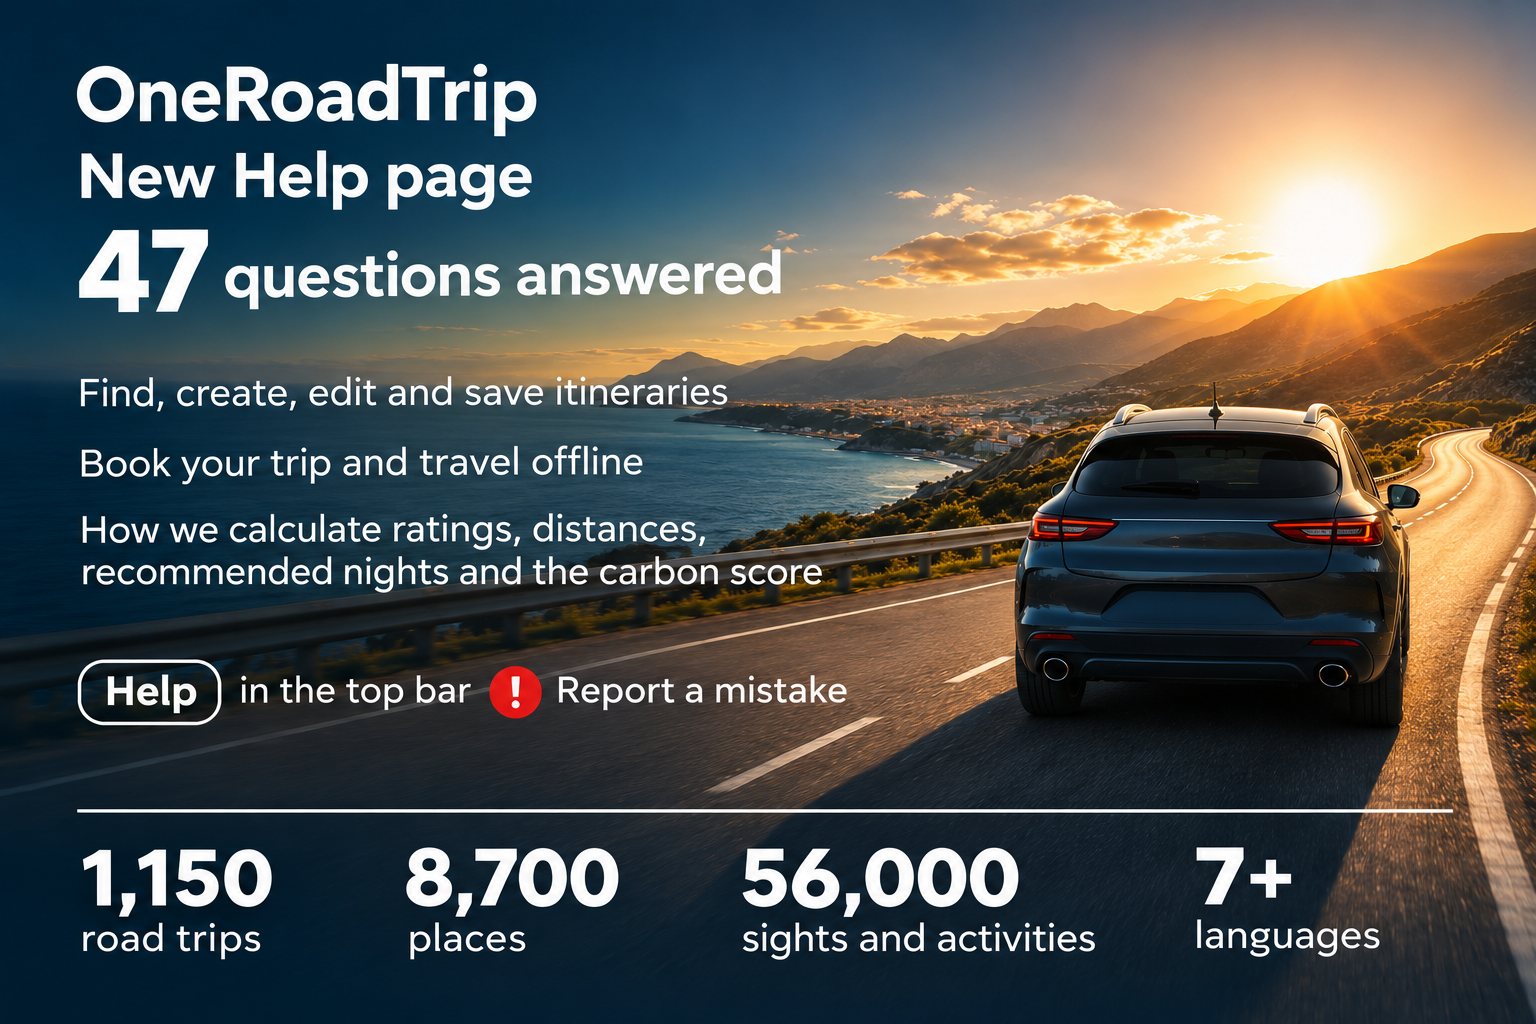 OneRoadTrip
New Help page
47 questions answered
Find, create, edit and save itineraries
Book your trip and travel offline
How we calculate ratings, distances,
recommended nights and the carbon score
Help in the top bar ! Report a mistake
1,150 8,700 56,000 7+
road trips places sights and activities languages